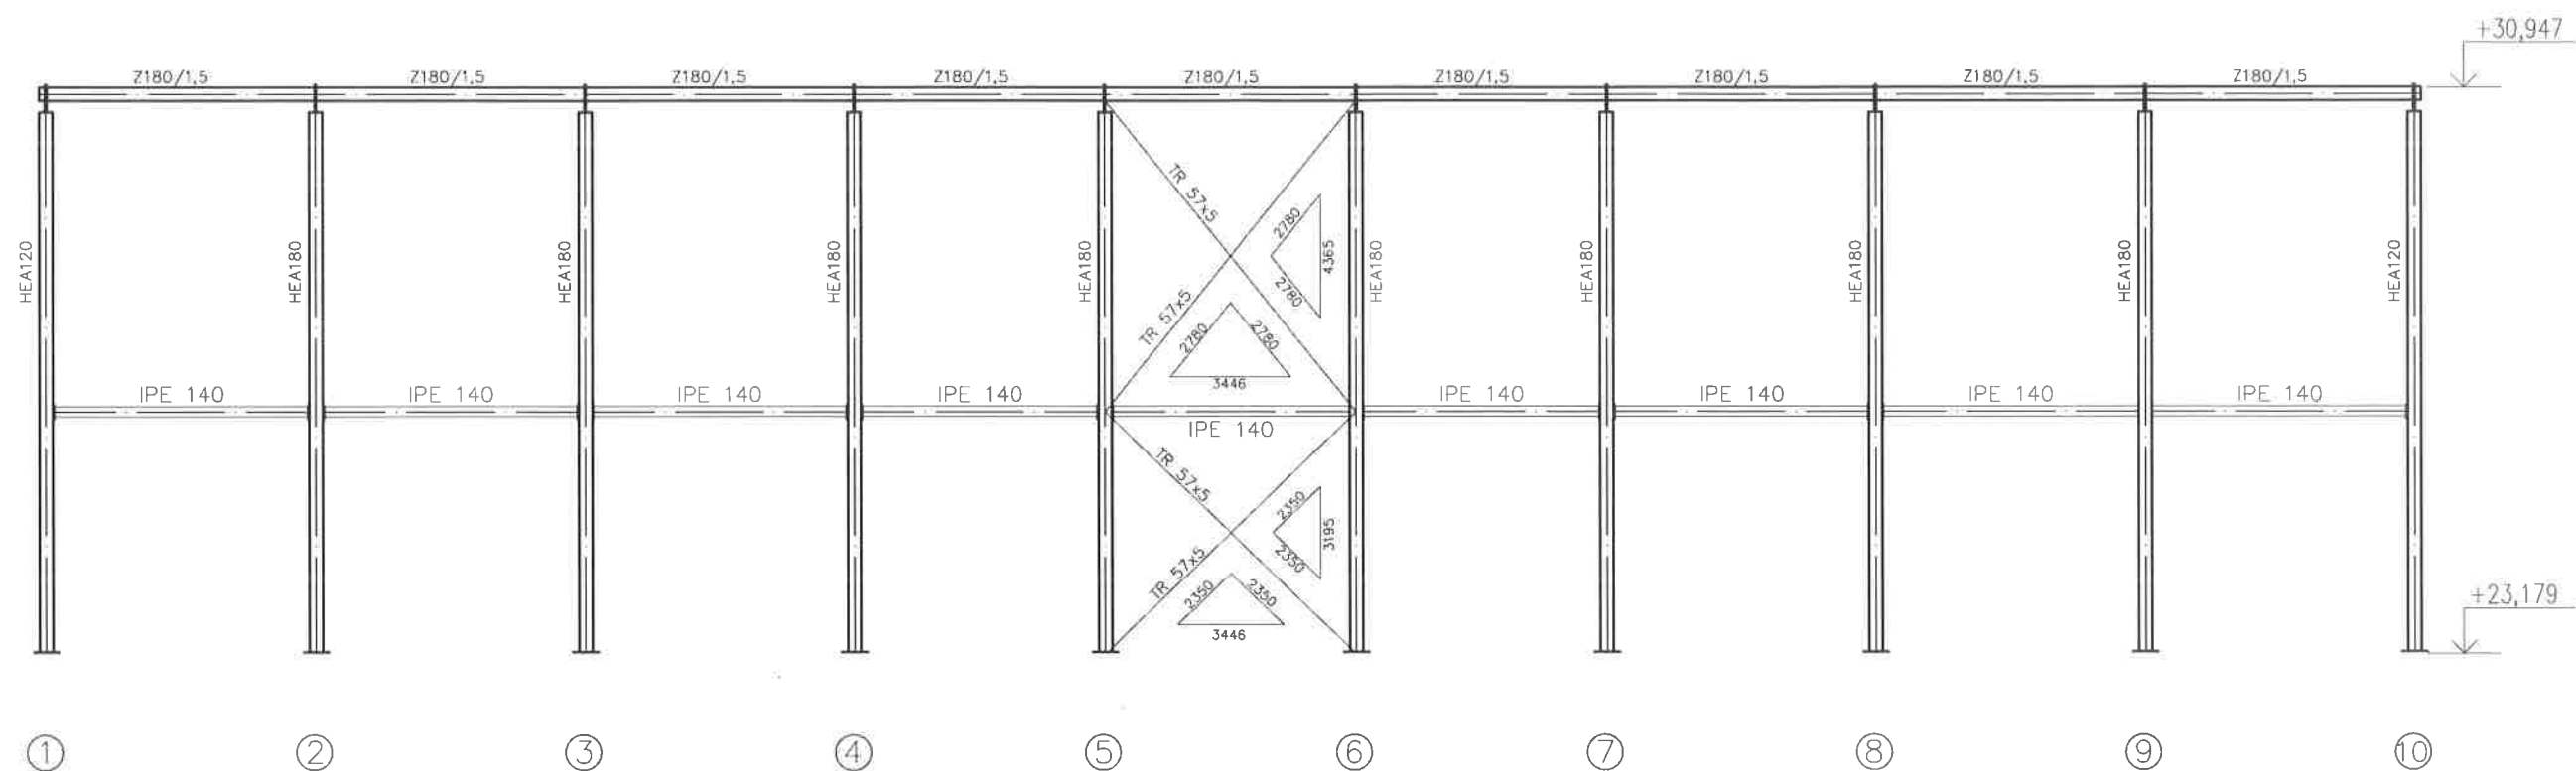 +30,947
Z180/1,5
Z180/1,5
Z180/1,5
Z180/1,5
Z180/1,5
Z180/1,5
Z180/1,5
Z180/1,5
Z180/1,5
HEA120
HEA180
HEA180
HEA180
HEA180
TR 57x5
TR 57x5
2780
2780
4365
2780
2780
3446
HEA180
HEA180
HEA180
HEA180
HEA120
IPE 140
IPE 140
IPE 140
IPE 140
IPE 140
IPE 140
IPE 140
IPE 140
IPE 140
TR 57x5
TR 57x5
2350
2350
3195
2350
2350
3446
+23,179
1
2
3
4
5
6
7
8
9
10